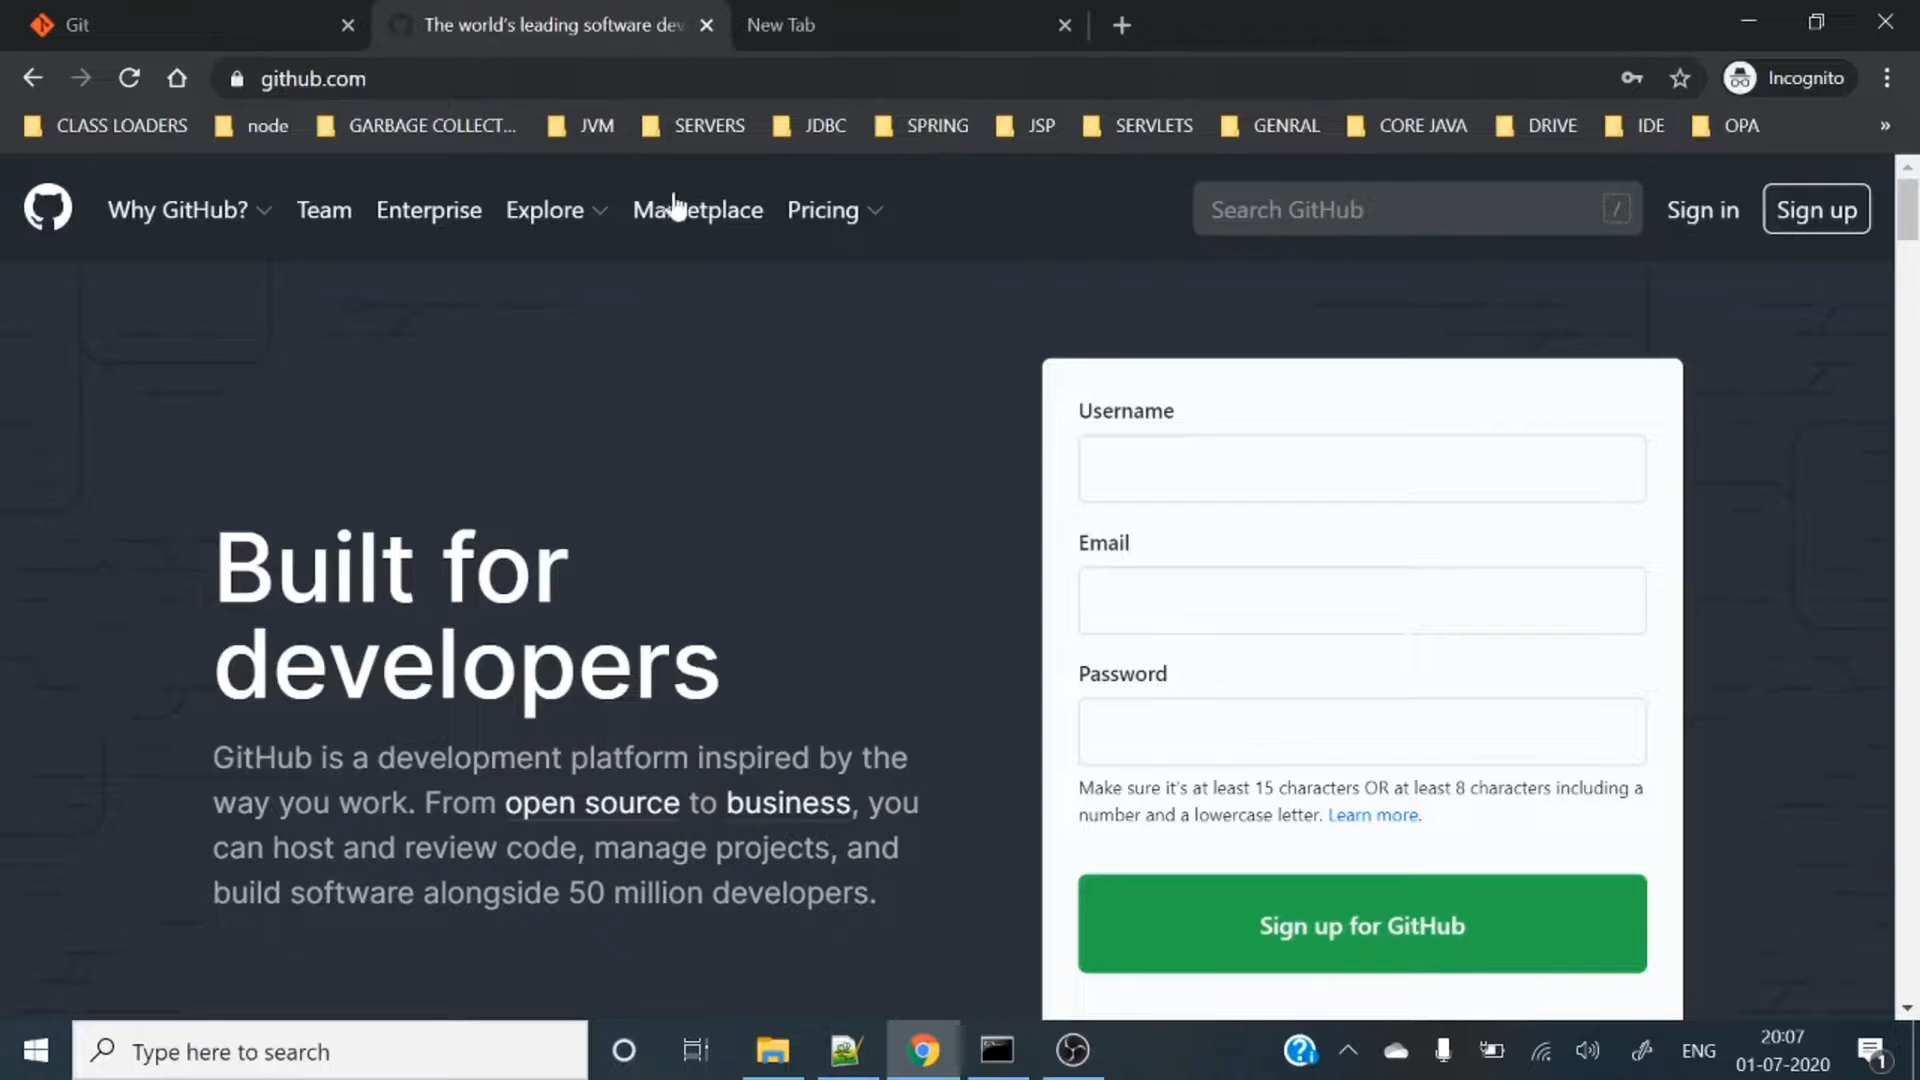 Git
The world's leading software dev
New Tab
github.com
Incognito
CLASS LOADERS
node
GARBAGE COLLECT...
JVM
SERVERS
JDBC
SPRING
JSP
SERVLETS
GENRAL
CORE JAVA
DRIVE
IDE
OPA
»
Why GitHub?
Team
Enterprise
Explore
Marketplace
Pricing
Search GitHub
/
Sign in
Sign up
Username
Email
Built for
developers
Password
GitHub is a development platform inspired by the
way you work. From open source to business, you
can host and review code, manage projects, and
build software alongside 50 million developers.
Make sure it's at least 15 characters OR at least 8 characters including a
number and a lowercase letter. Learn more.
Sign up for GitHub
Type here to search
ENG
20:07
01-07-2020
1